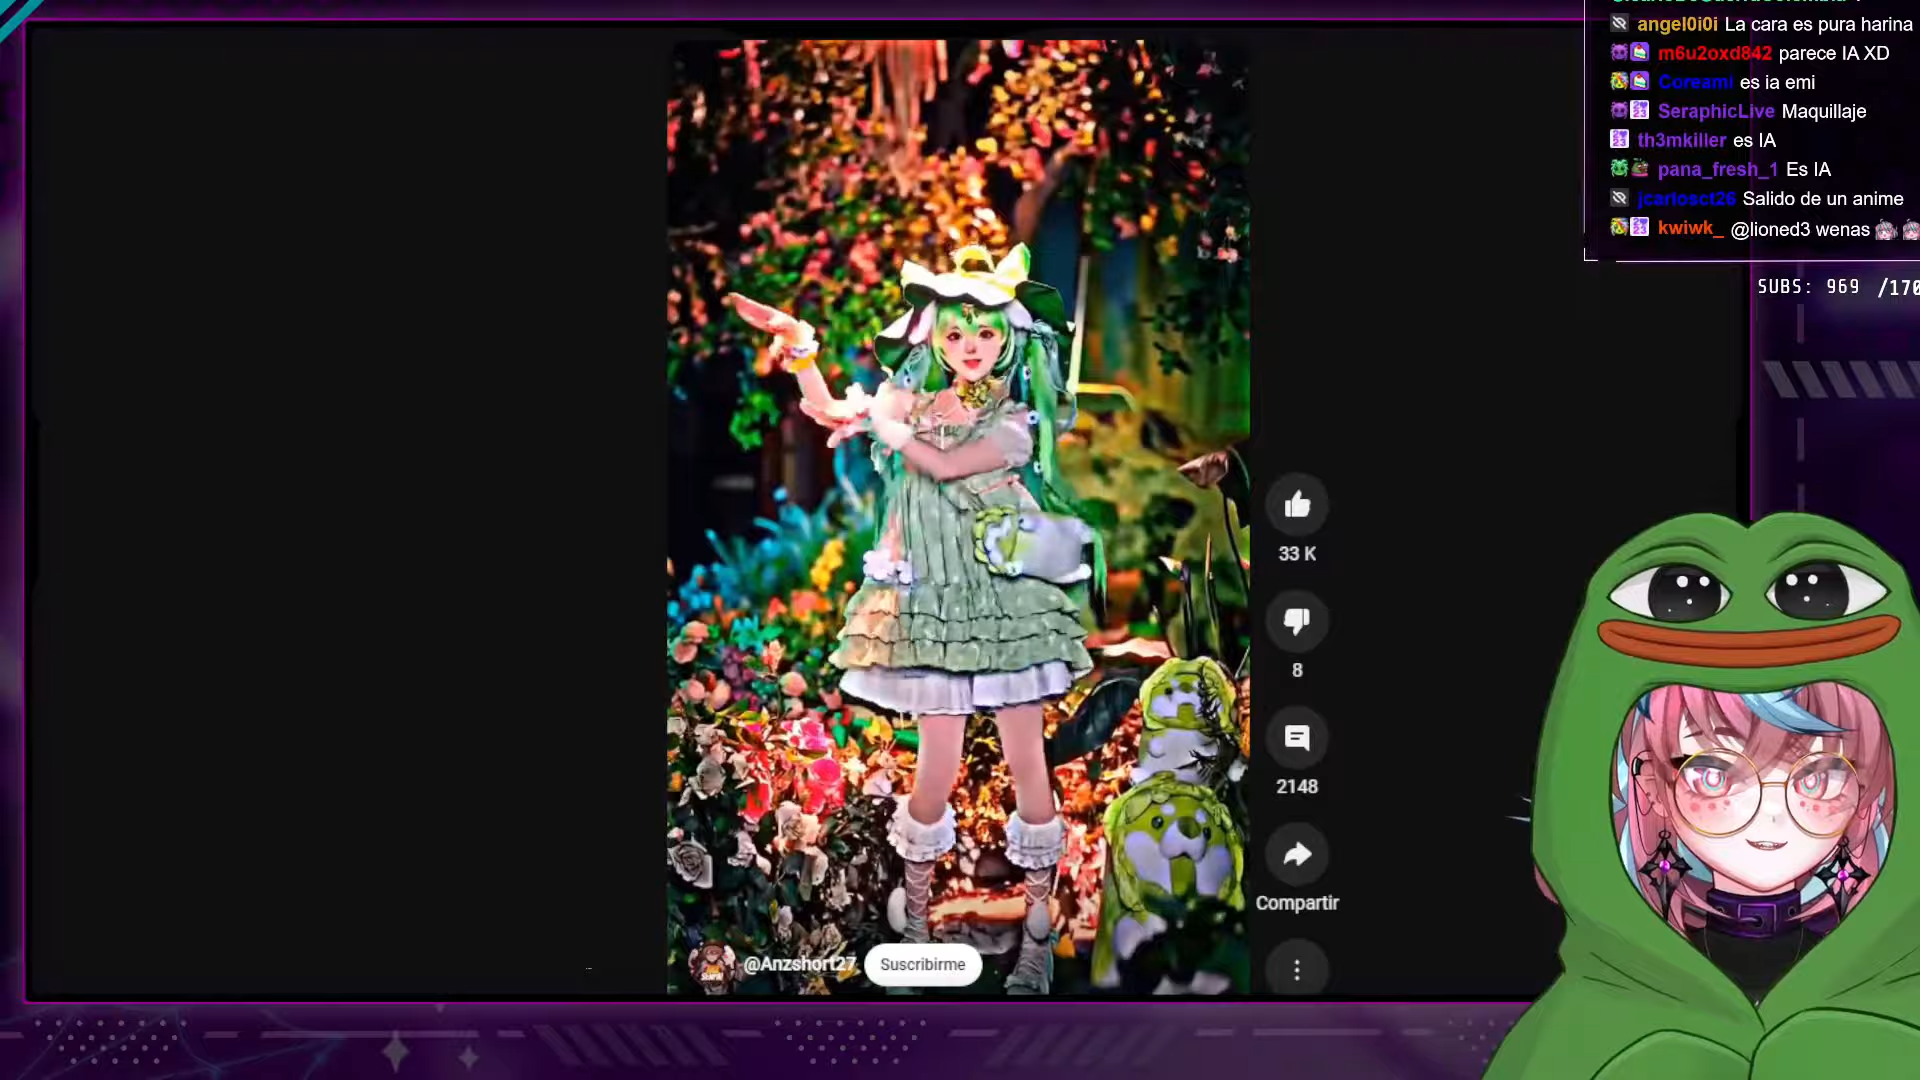 angel0i0i La cara es pura harina
m6u2oxd842 parece IA XD
Coreami es ia emi
SeraphicLive Maquillaje
th3mkiller es IA
pana_fresh_1 Es IA
jcarlosct26 Salido de un anime
kwiwk_ @lioned3 wenas
SUBS: 969 /170
33 K
8
2148
Compartir
@Anzshort27 Suscribirme